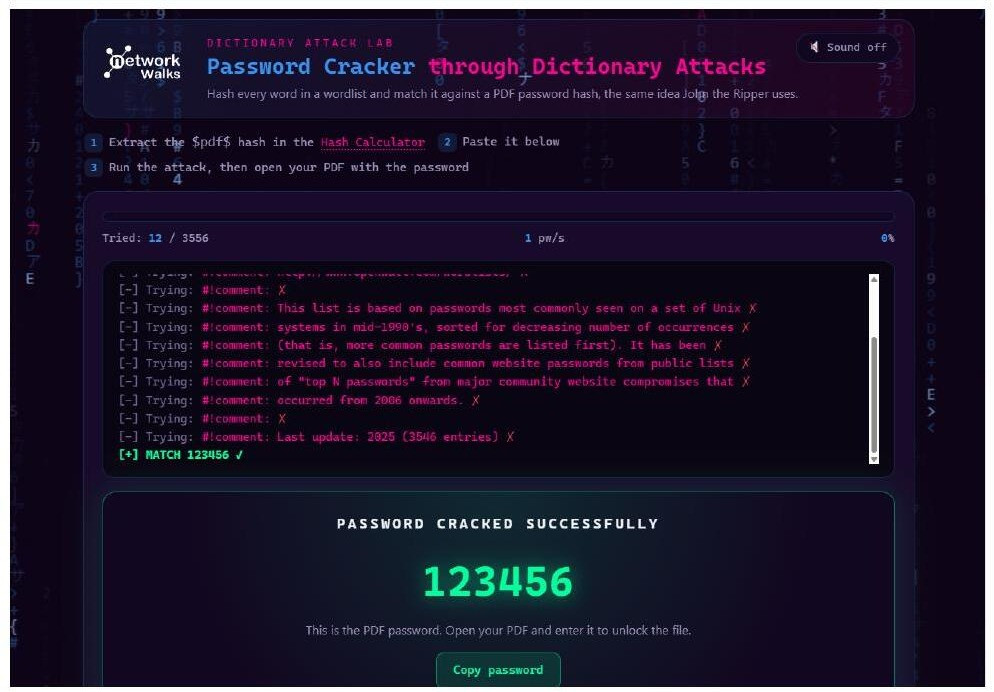 Network
Walks
DICTIONARY ATTACK LAB
Password Cracker through Dictionary Attacks
Hash every word in a wordlist and match it against a PDF password hash, the same idea John the Ripper uses.
Sound off
1 Extract the $pdf$ hash in the Hash Calculator 2 Paste it below
3 Run the attack, then open your PDF with the password
Tried: 12 / 3556 1 pw/s 0%
[-] Trying: #!comment: ✗
[-] Trying: #!comment: This list is based on passwords most commonly seen on a set of Unix ✗
[-] Trying: #!comment: systems in mid-1990's, sorted for decreasing number of occurrences ✗
[-] Trying: #!comment: (that is, more common passwords are listed first). It has been ✗
[-] Trying: #!comment: revised to also include common website passwords from public lists ✗
[-] Trying: #!comment: of "top N passwords" from major community website compromises that ✗
[-] Trying: #!comment: occurred from 2006 onwards. ✗
[-] Trying: #!comment: ✗
[-] Trying: #!comment: Last update: 2025 (3546 entries) ✗
[+] MATCH 123456 ✓
PASSWORD CRACKED SUCCESSFULLY
123456
This is the PDF password. Open your PDF and enter it to unlock the file.
Copy password